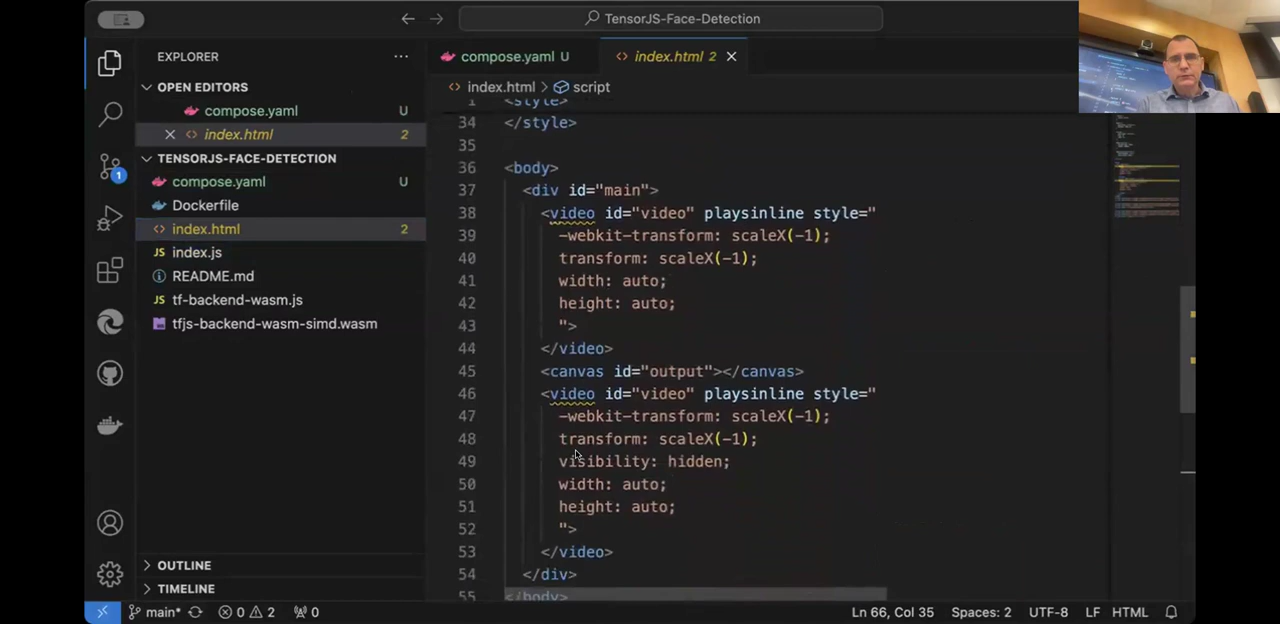 TensorJS-Face-Detection
EXPLORER
OPEN EDITORS
compose.yaml U
index.html 2
TENSORJS-FACE-DETECTION
compose.yaml U
Dockerfile
index.html 2
JS index.js
README.md
JS tf-backend-wasm.js
tfjs-backend-wasm-simd.wasm
OUTLINE
TIMELINE
1
compose.yaml U
index.html 2
index.html > script
1 <style>
34 </style>
35
36 <body>
37 <div id="main">
38 <video id="video" playsinline style="
39 -webkit-transform: scaleX(-1);
40 transform: scaleX(-1);
41 width: auto;
42 height: auto;
43 ">
44 </video>
45 <canvas id="output"></canvas>
46 <video id="video" playsinline style="
47 -webkit-transform: scaleX(-1);
48 transform: scaleX(-1);
49 visibility: hidden;
50 width: auto;
51 height: auto;
52 ">
53 </video>
54 </div>
55 </body>
main* 0 2 0 Ln 66, Col 35 Spaces: 2 UTF-8 LF HTML